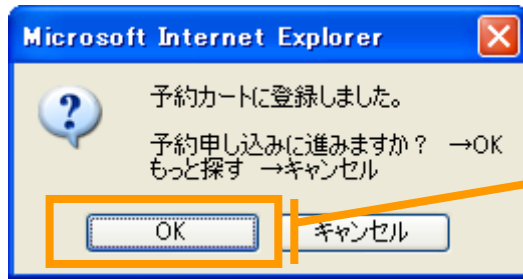 Microsoft Internet Explorer
予約カートに登録しました。
予約申し込みに進みますか？ →OK
もっと探す →キャンセル
OK
キャンセル